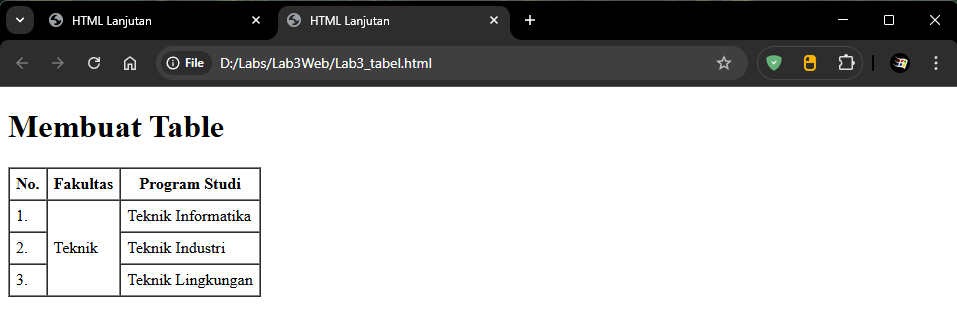 HTML Lanjutan
HTML Lanjutan
File D:/Labs/Lab3Web/Lab3_tabel.html
Membuat Table
No. Fakultas Program Studi
1. Teknik Informatika
2. Teknik Teknik Industri
3. Teknik Lingkungan